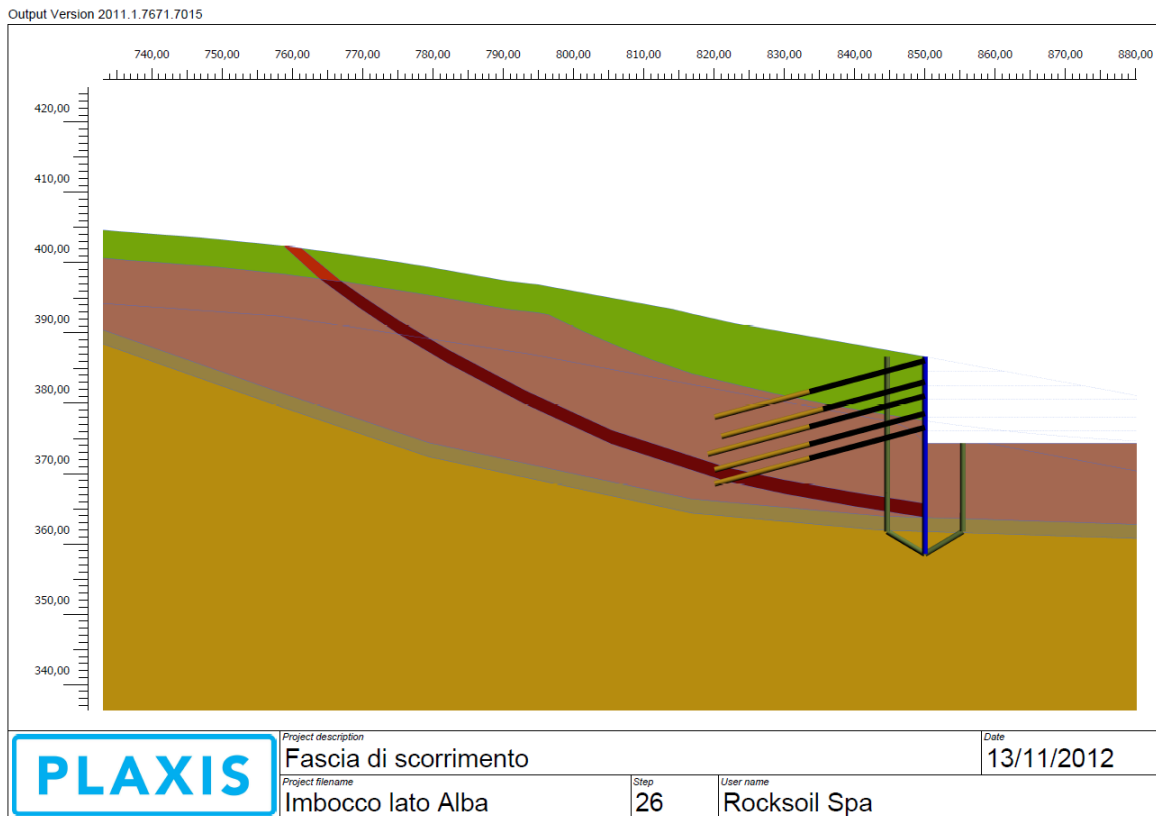 Output Version 2011.1.7671.7015
740,00 750,00 760,00 770,00 780,00 790,00 800,00 810,00 820,00 830,00 840,00 850,00 860,00 870,00 880,00
420,00
410,00
400,00
390,00
380,00
370,00
360,00
350,00
340,00
PLAXIS
Project description
Fascia di scorrimento
Date
13/11/2012
Project filename
Imbocco lato Alba
Step
26
User name
Rocksoil Spa